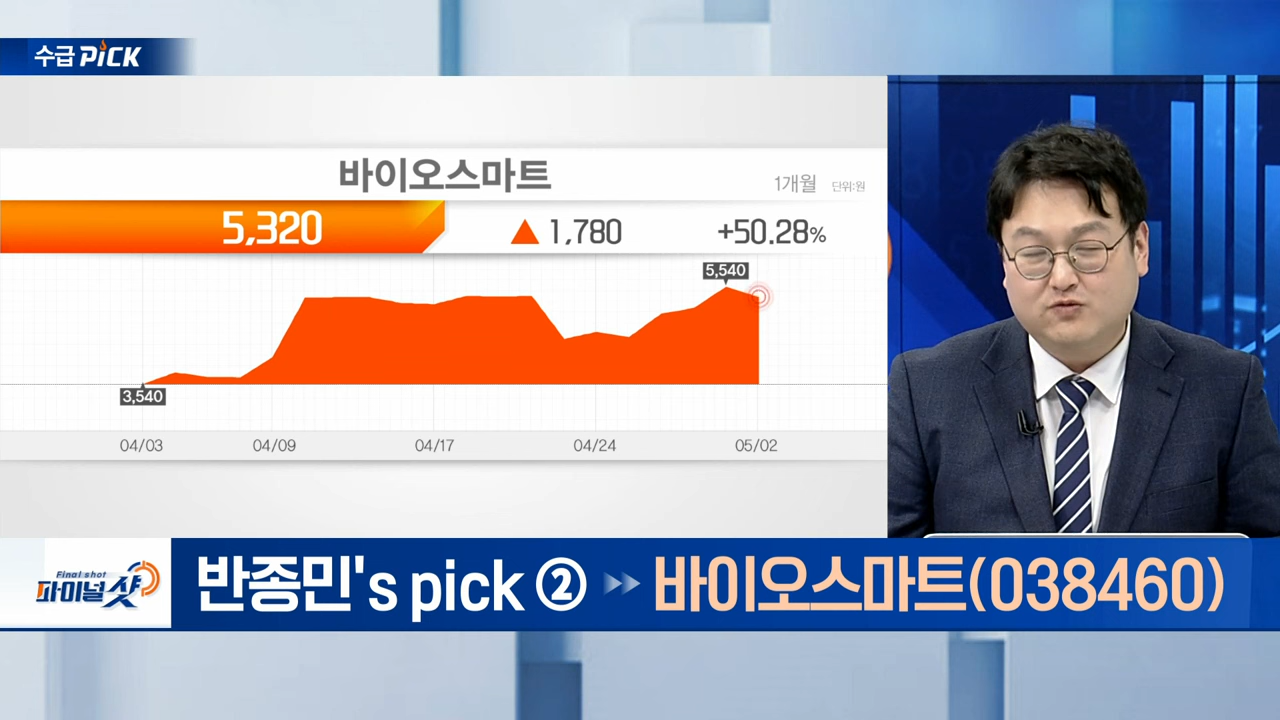 수급 PiCK
바이오스마트
1개월 단위:원
5,320 ▲ 1,780 +50.28%
5,540
3,540
04/03 04/09 04/17 04/24 05/02
Final shot
파이널샷
반종민's pick ② 바이오스마트(038460)